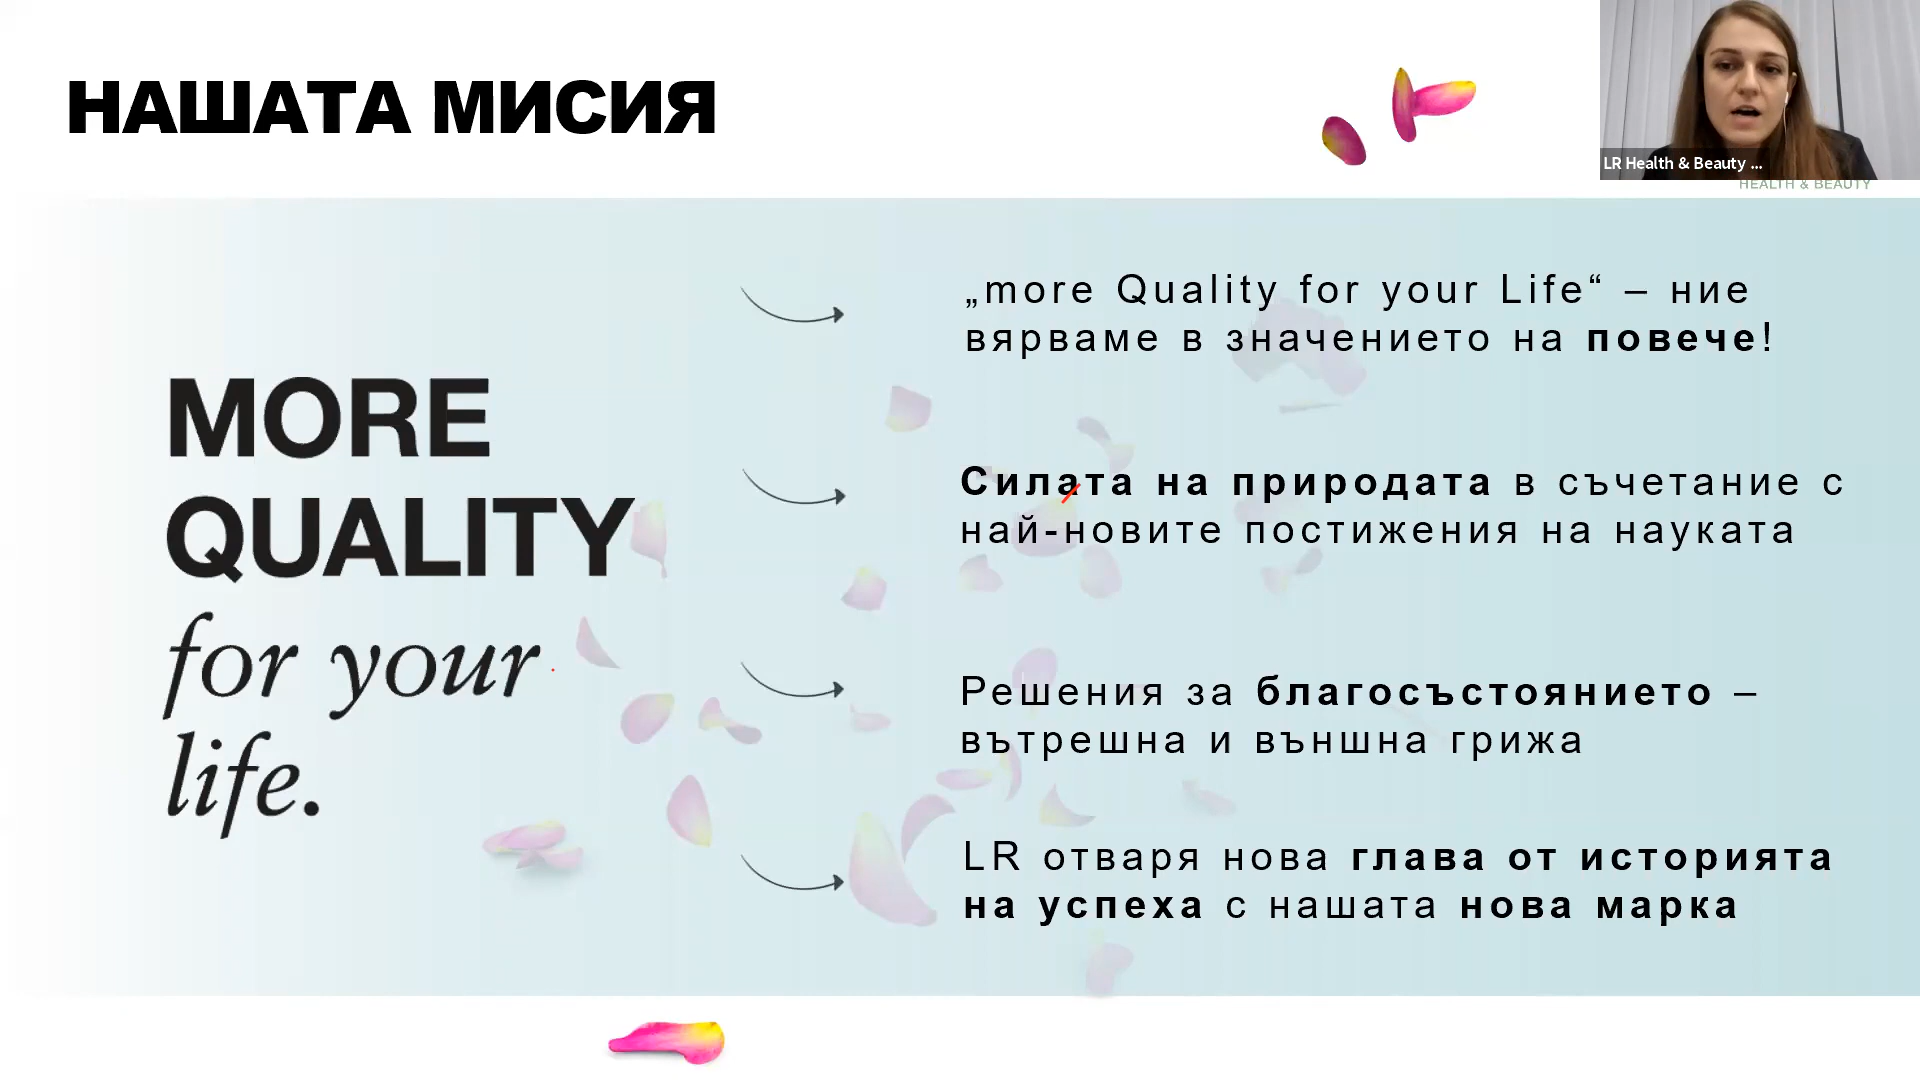 НАШАТА МИСИЯ
LR Health & Beauty ...
HEALTH & BEAUTY
MORE
QUALITY
for your
life.
„more Quality for your Life“ – ние
вярваме в значението на повече!
Силата на природата в съчетание с
най-новите постижения на науката
Решения за благосъстоянието –
вътрешна и външна грижа
LR отваря нова глава от историята
на успеха с нашата нова марка